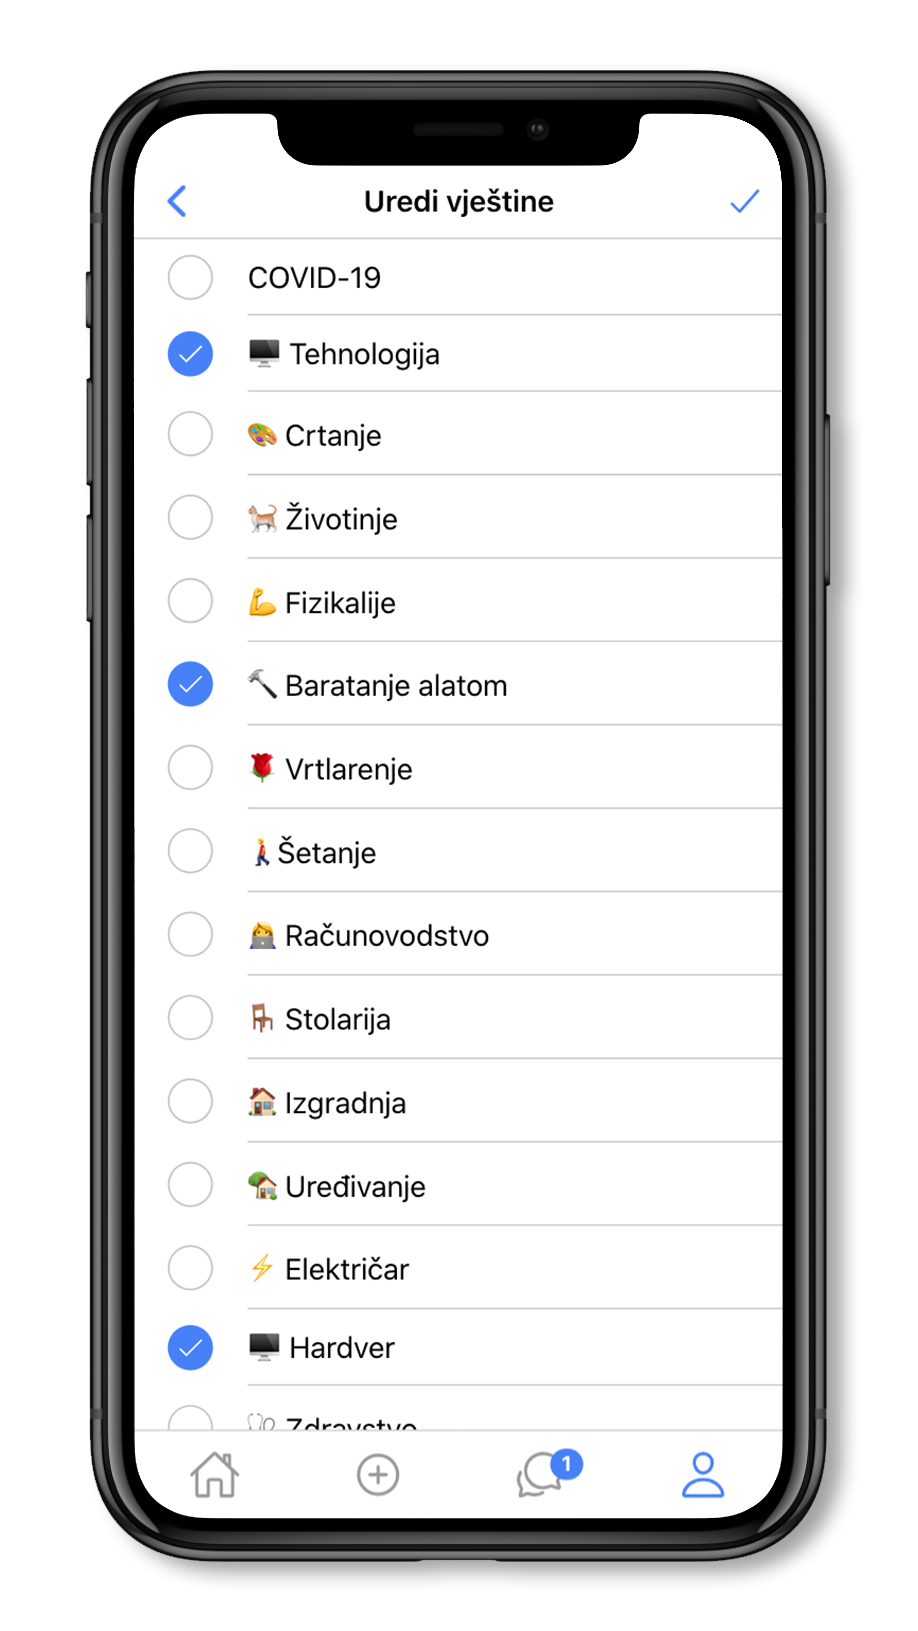 Uredi vještine
COVID-19
🖥️ Tehnologija
🎨 Crtanje
🐈 Životinje
💪 Fizikalije
🔨 Baratanje alatom
🌹 Vrtlarenje
🚶Šetanje
👩‍💻 Računovodstvo
🪑 Stolarija
🏠 Izgradnja
🏡 Uređivanje
⚡ Električar
🖥️ Hardver
🩺 Zdravstvo
1